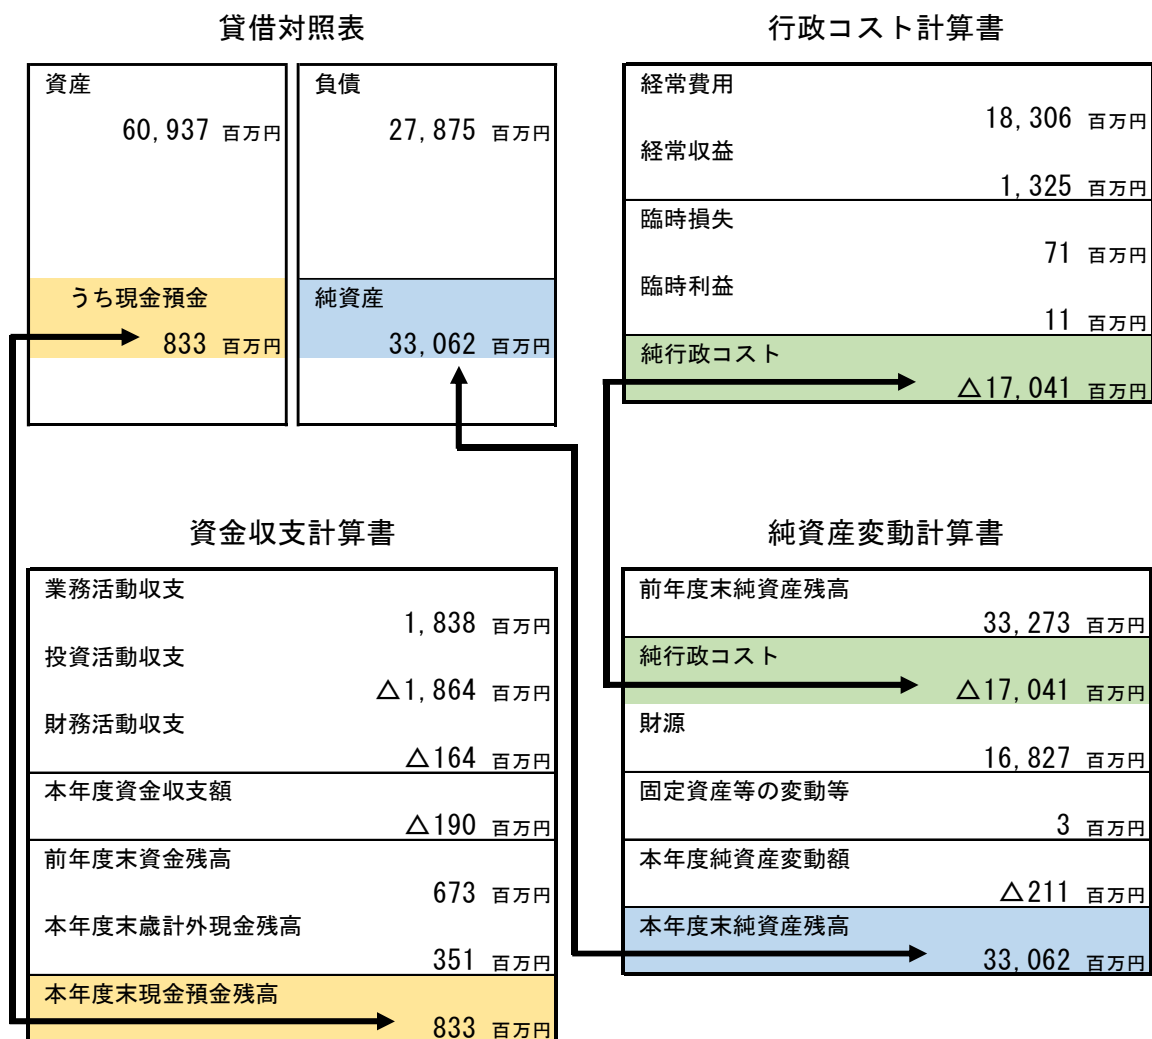 貸借対照表
資産
60,937 百万円
うち現金預金
833 百万円
負債
27,875 百万円
純資産
33,062 百万円
行政コスト計算書
経常費用
18,306 百万円
経常収益
1,325 百万円
臨時損失
71 百万円
臨時利益
11 百万円
純行政コスト
△17,041 百万円
資金収支計算書
業務活動収支
1,838 百万円
投資活動収支
△1,864 百万円
財務活動収支
△164 百万円
本年度資金収支額
△190 百万円
前年度末資金残高
673 百万円
本年度末歳計外現金残高
351 百万円
本年度末現金預金残高
833 百万円
純資産変動計算書
前年度末純資産残高
33,273 百万円
純行政コスト
△17,041 百万円
財源
16,827 百万円
固定資産等の変動等
3 百万円
本年度純資産変動額
△211 百万円
本年度末純資産残高
33,062 百万円